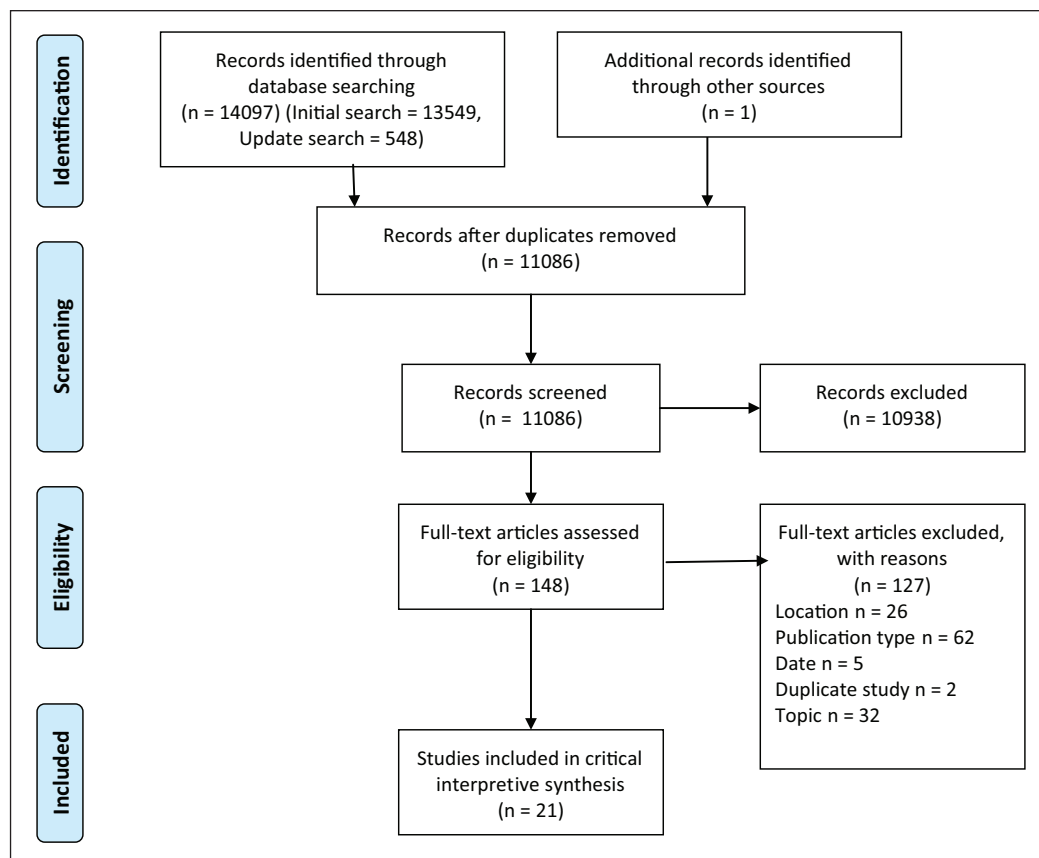 Identification
Records identified through
database searching
(n = 14097) (Initial search = 13549,
Update search = 548)
Additional records identified
through other sources
(n = 1)
Records after duplicates removed
(n = 11086)
Screening
Records screened
(n = 11086)
Records excluded
(n = 10938)
Eligibility
Full-text articles assessed
for eligibility
(n = 148)
Full-text articles excluded,
with reasons
(n = 127)
Location n = 26
Publication type n = 62
Date n = 5
Duplicate study n = 2
Topic n = 32
Included
Studies included in critical
interpretive synthesis
(n = 21)